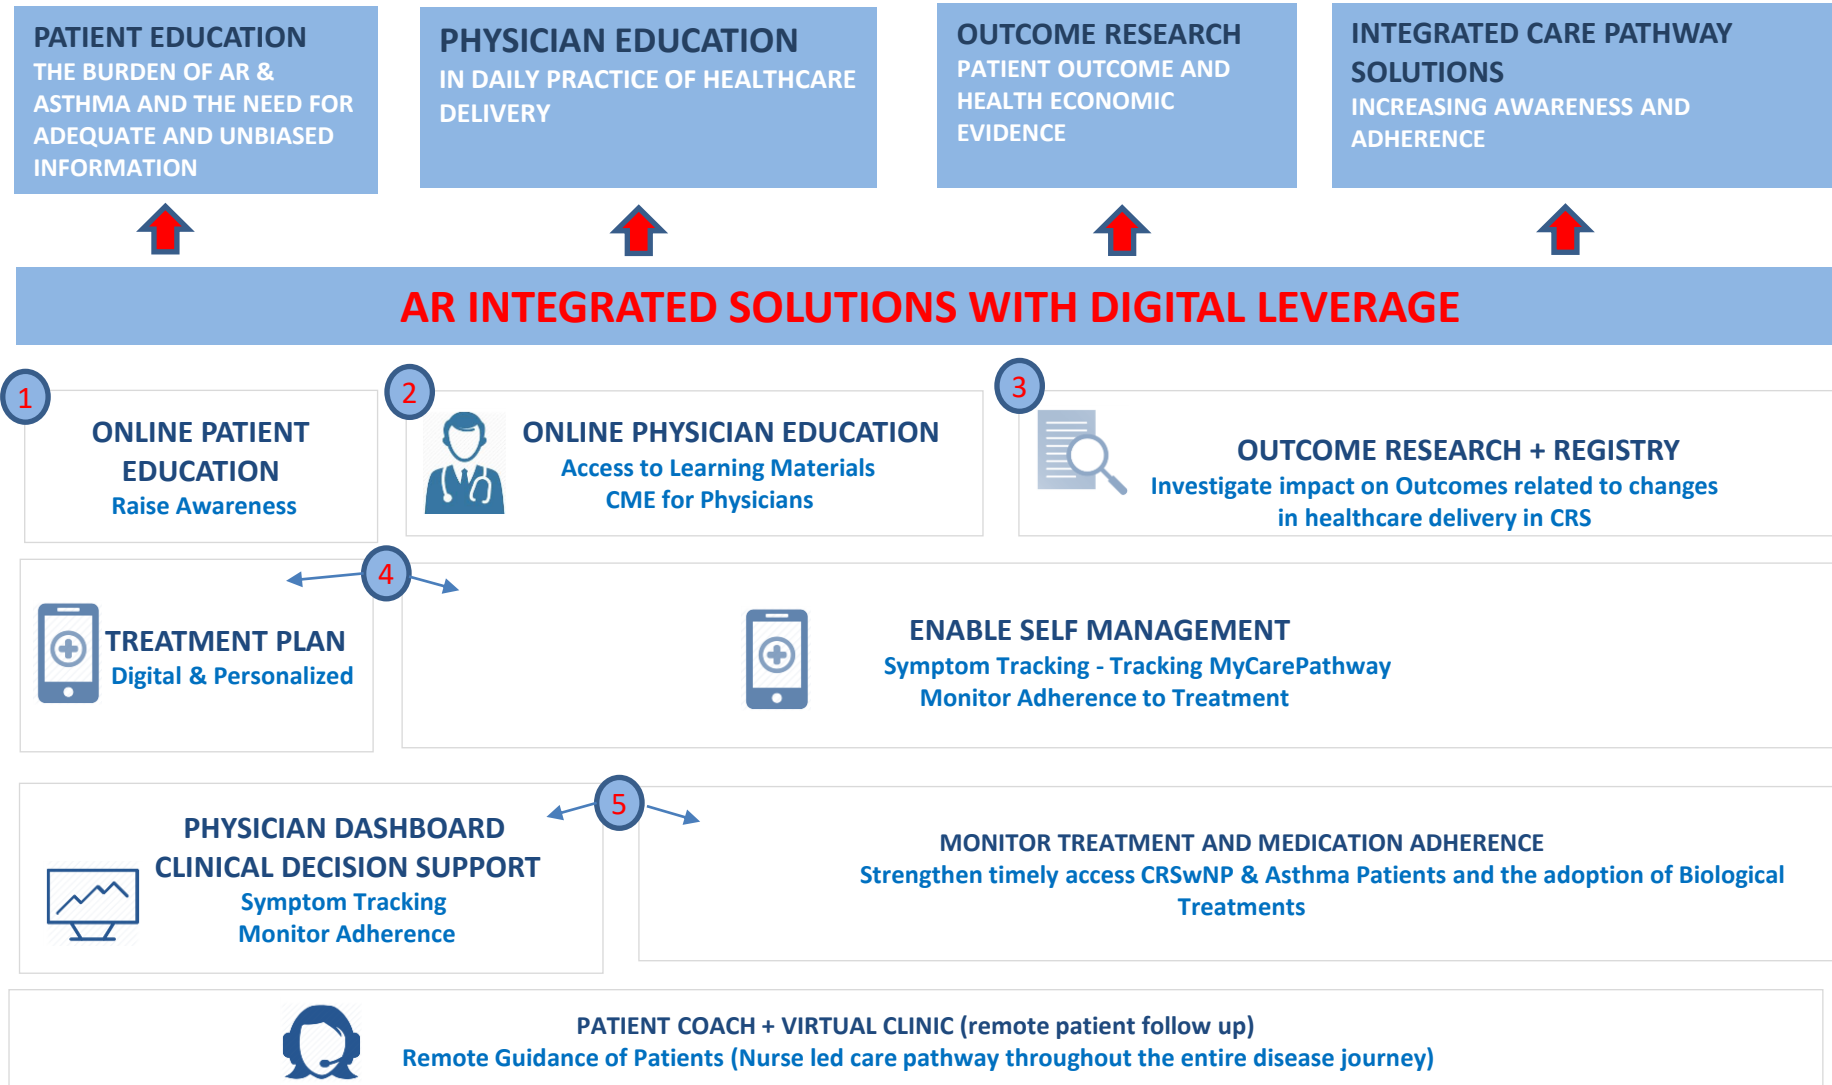 PATIENT EDUCATION
THE BURDEN OF AR &
ASTHMA AND THE NEED FOR
ADEQUATE AND UNBIASED
INFORMATION
PHYSICIAN EDUCATION
IN DAILY PRACTICE OF HEALTHCARE
DELIVERY
OUTCOME RESEARCH
PATIENT OUTCOME AND
HEALTH ECONOMIC
EVIDENCE
INTEGRATED CARE PATHWAY
SOLUTIONS
INCREASING AWARENESS AND
ADHERENCE
AR INTEGRATED SOLUTIONS WITH DIGITAL LEVERAGE
1
ONLINE PATIENT
EDUCATION
Raise Awareness
2
ONLINE PHYSICIAN EDUCATION
Access to Learning Materials
CME for Physicians
3
OUTCOME RESEARCH + REGISTRY
Investigate impact on Outcomes related to changes
in healthcare delivery in CRS
4
TREATMENT PLAN
Digital & Personalized
ENABLE SELF MANAGEMENT
Symptom Tracking - Tracking MyCarePathway
Monitor Adherence to Treatment
5
PHYSICIAN DASHBOARD
CLINICAL DECISION SUPPORT
Symptom Tracking
Monitor Adherence
MONITOR TREATMENT AND MEDICATION ADHERENCE
Strengthen timely access CRSwNP & Asthma Patients and the adoption of Biological
Treatments
PATIENT COACH + VIRTUAL CLINIC (remote patient follow up)
Remote Guidance of Patients (Nurse led care pathway throughout the entire disease journey)